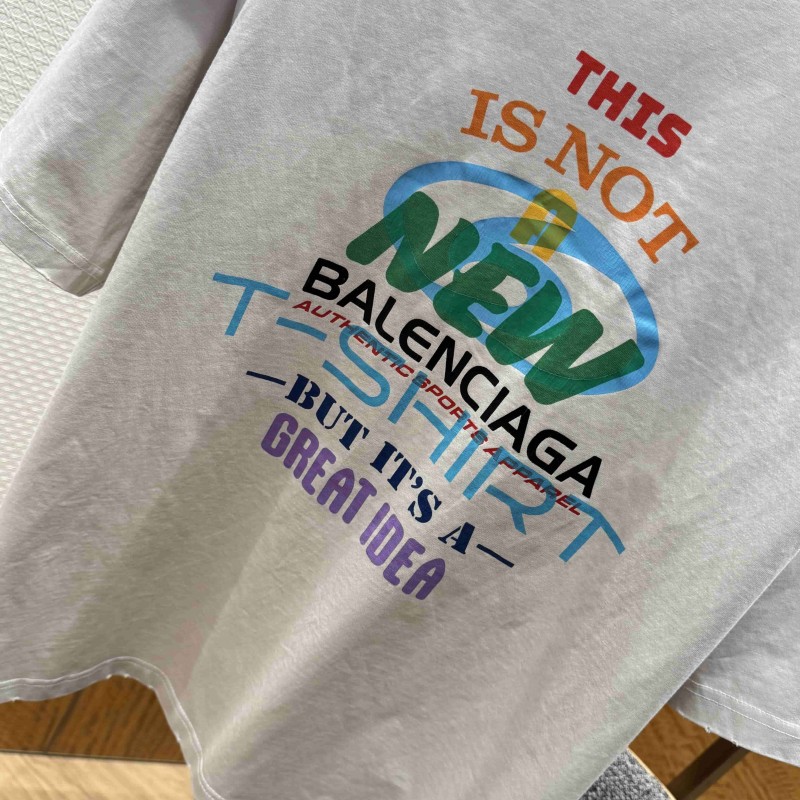 THIS
IS NOT
A
NEW
BALENCIAGA
AUTHENTIC SPORTS APPAREL
T-SHIRT
—BUT IT'S A—
GREAT IDEA